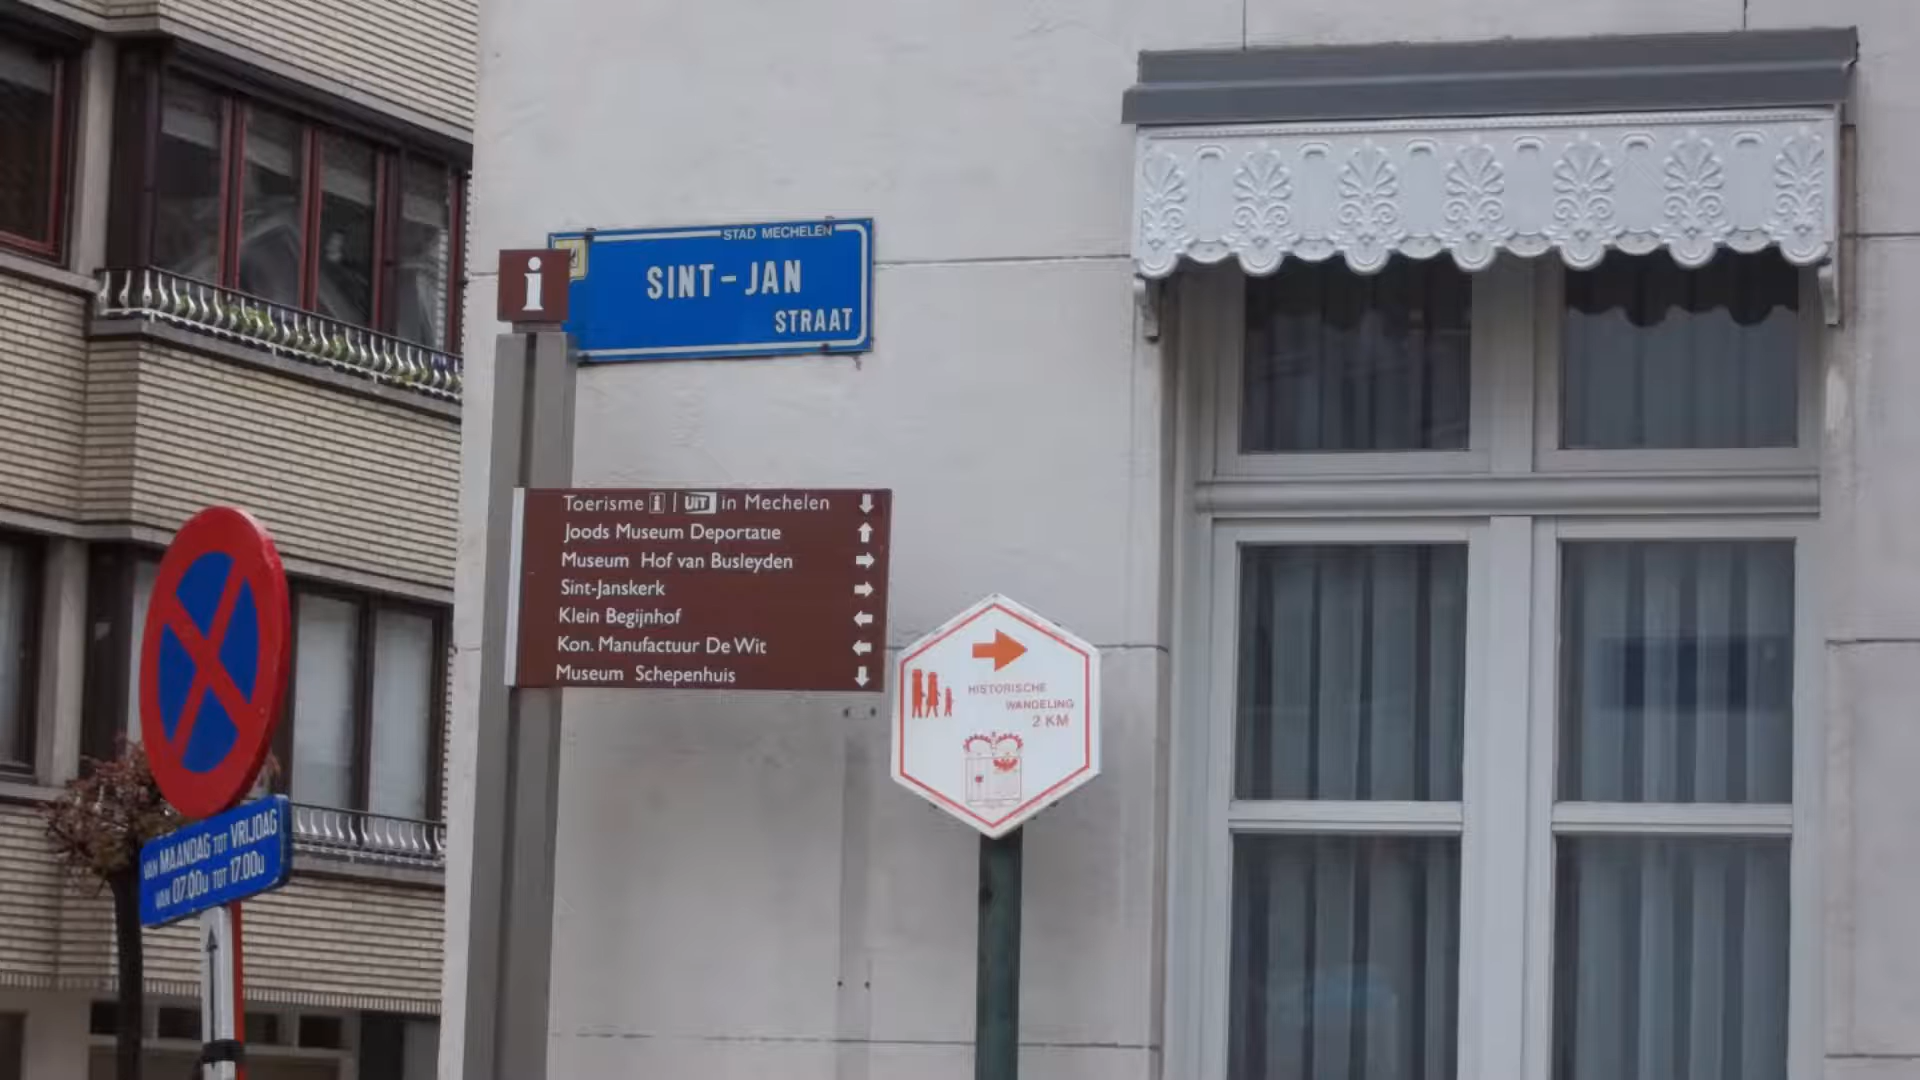 STAD MECHELEN
SINT-JAN
STRAAT
i
Toerisme i | UiT in Mechelen
Joods Museum Deportatie
Museum Hof van Busleyden
Sint-Janskerk
Klein Begijnhof
Kon. Manufactuur De Wit
Museum Schepenhuis
HISTORISCHE
WANDELING
2 KM
VAN MAANDAG TOT VRIJDAG
VAN 07.00u TOT 17.00u